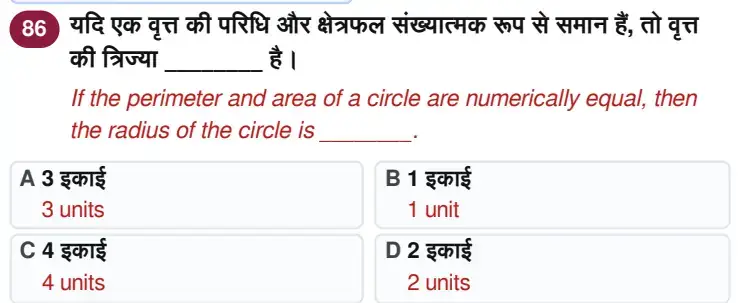 86 यदि एक वृत्त की परिधि और क्षेत्रफल संख्यात्मक रूप से समान हैं, तो वृत्त
की त्रिज्या ________ है।
If the perimeter and area of a circle are numerically equal, then
the radius of the circle is ________.
A 3 इकाई
3 units
B 1 इकाई
1 unit
C 4 इकाई
4 units
D 2 इकाई
2 units